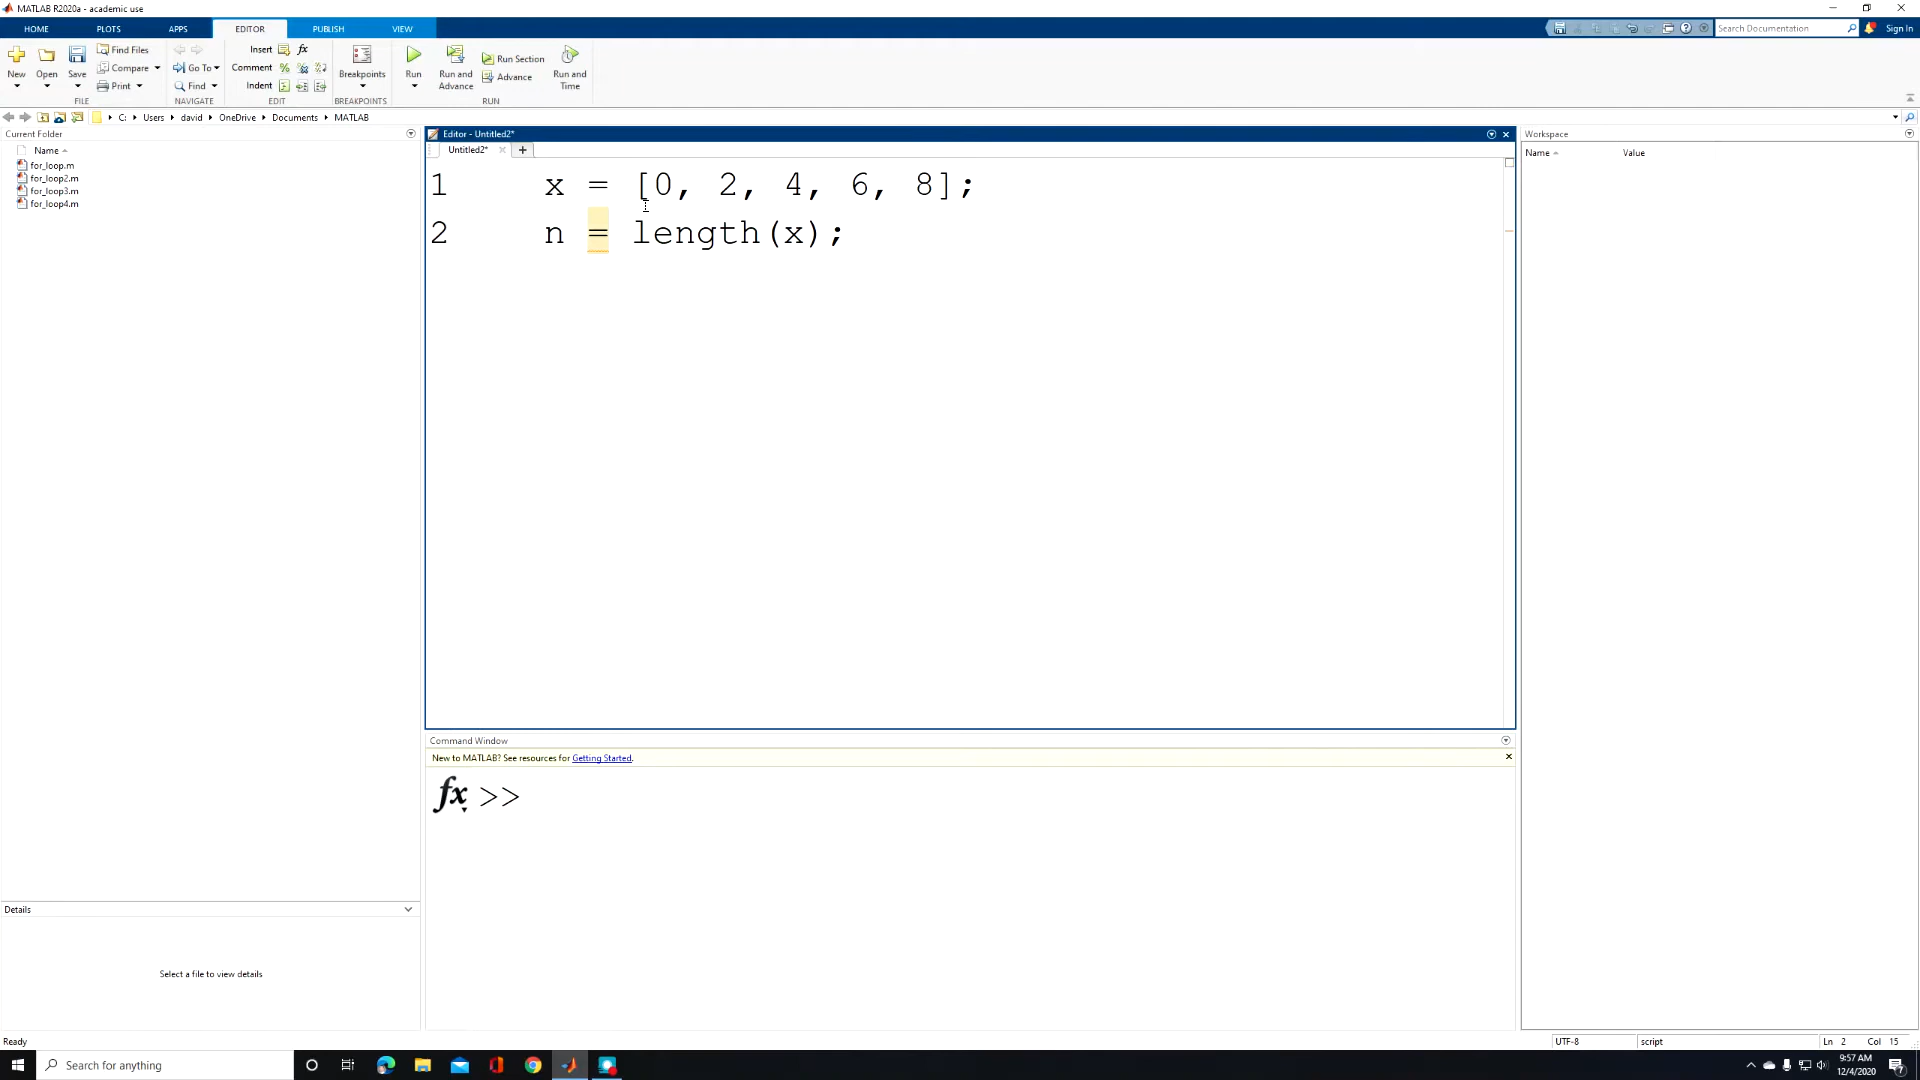 MATLAB R2020a - academic use
HOME PLOTS APPS EDITOR PUBLISH VIEW Search Documentation Sign In
New Open Save Find Files Compare Print
Go To Find
Insert fx
Comment
Indent
Breakpoints Run Run and Advance Run Section Advance Run and Time
FILE NAVIGATE EDIT BREAKPOINTS RUN
C: Users david OneDrive Documents MATLAB
Current Folder
Name
for_loop.m
for_loop2.m
for_loop3.m
for_loop4.m
Details
Select a file to view details
Editor - Untitled2*
Untitled2*
1 x = [0, 2, 4, 6, 8];
2 n = length(x);
Command Window
New to MATLAB? See resources for Getting Started.
fx >>
Workspace
Name Value
Ready
UTF-8 script Ln 2 Col 15
Search for anything
9:57 AM
12/4/2020